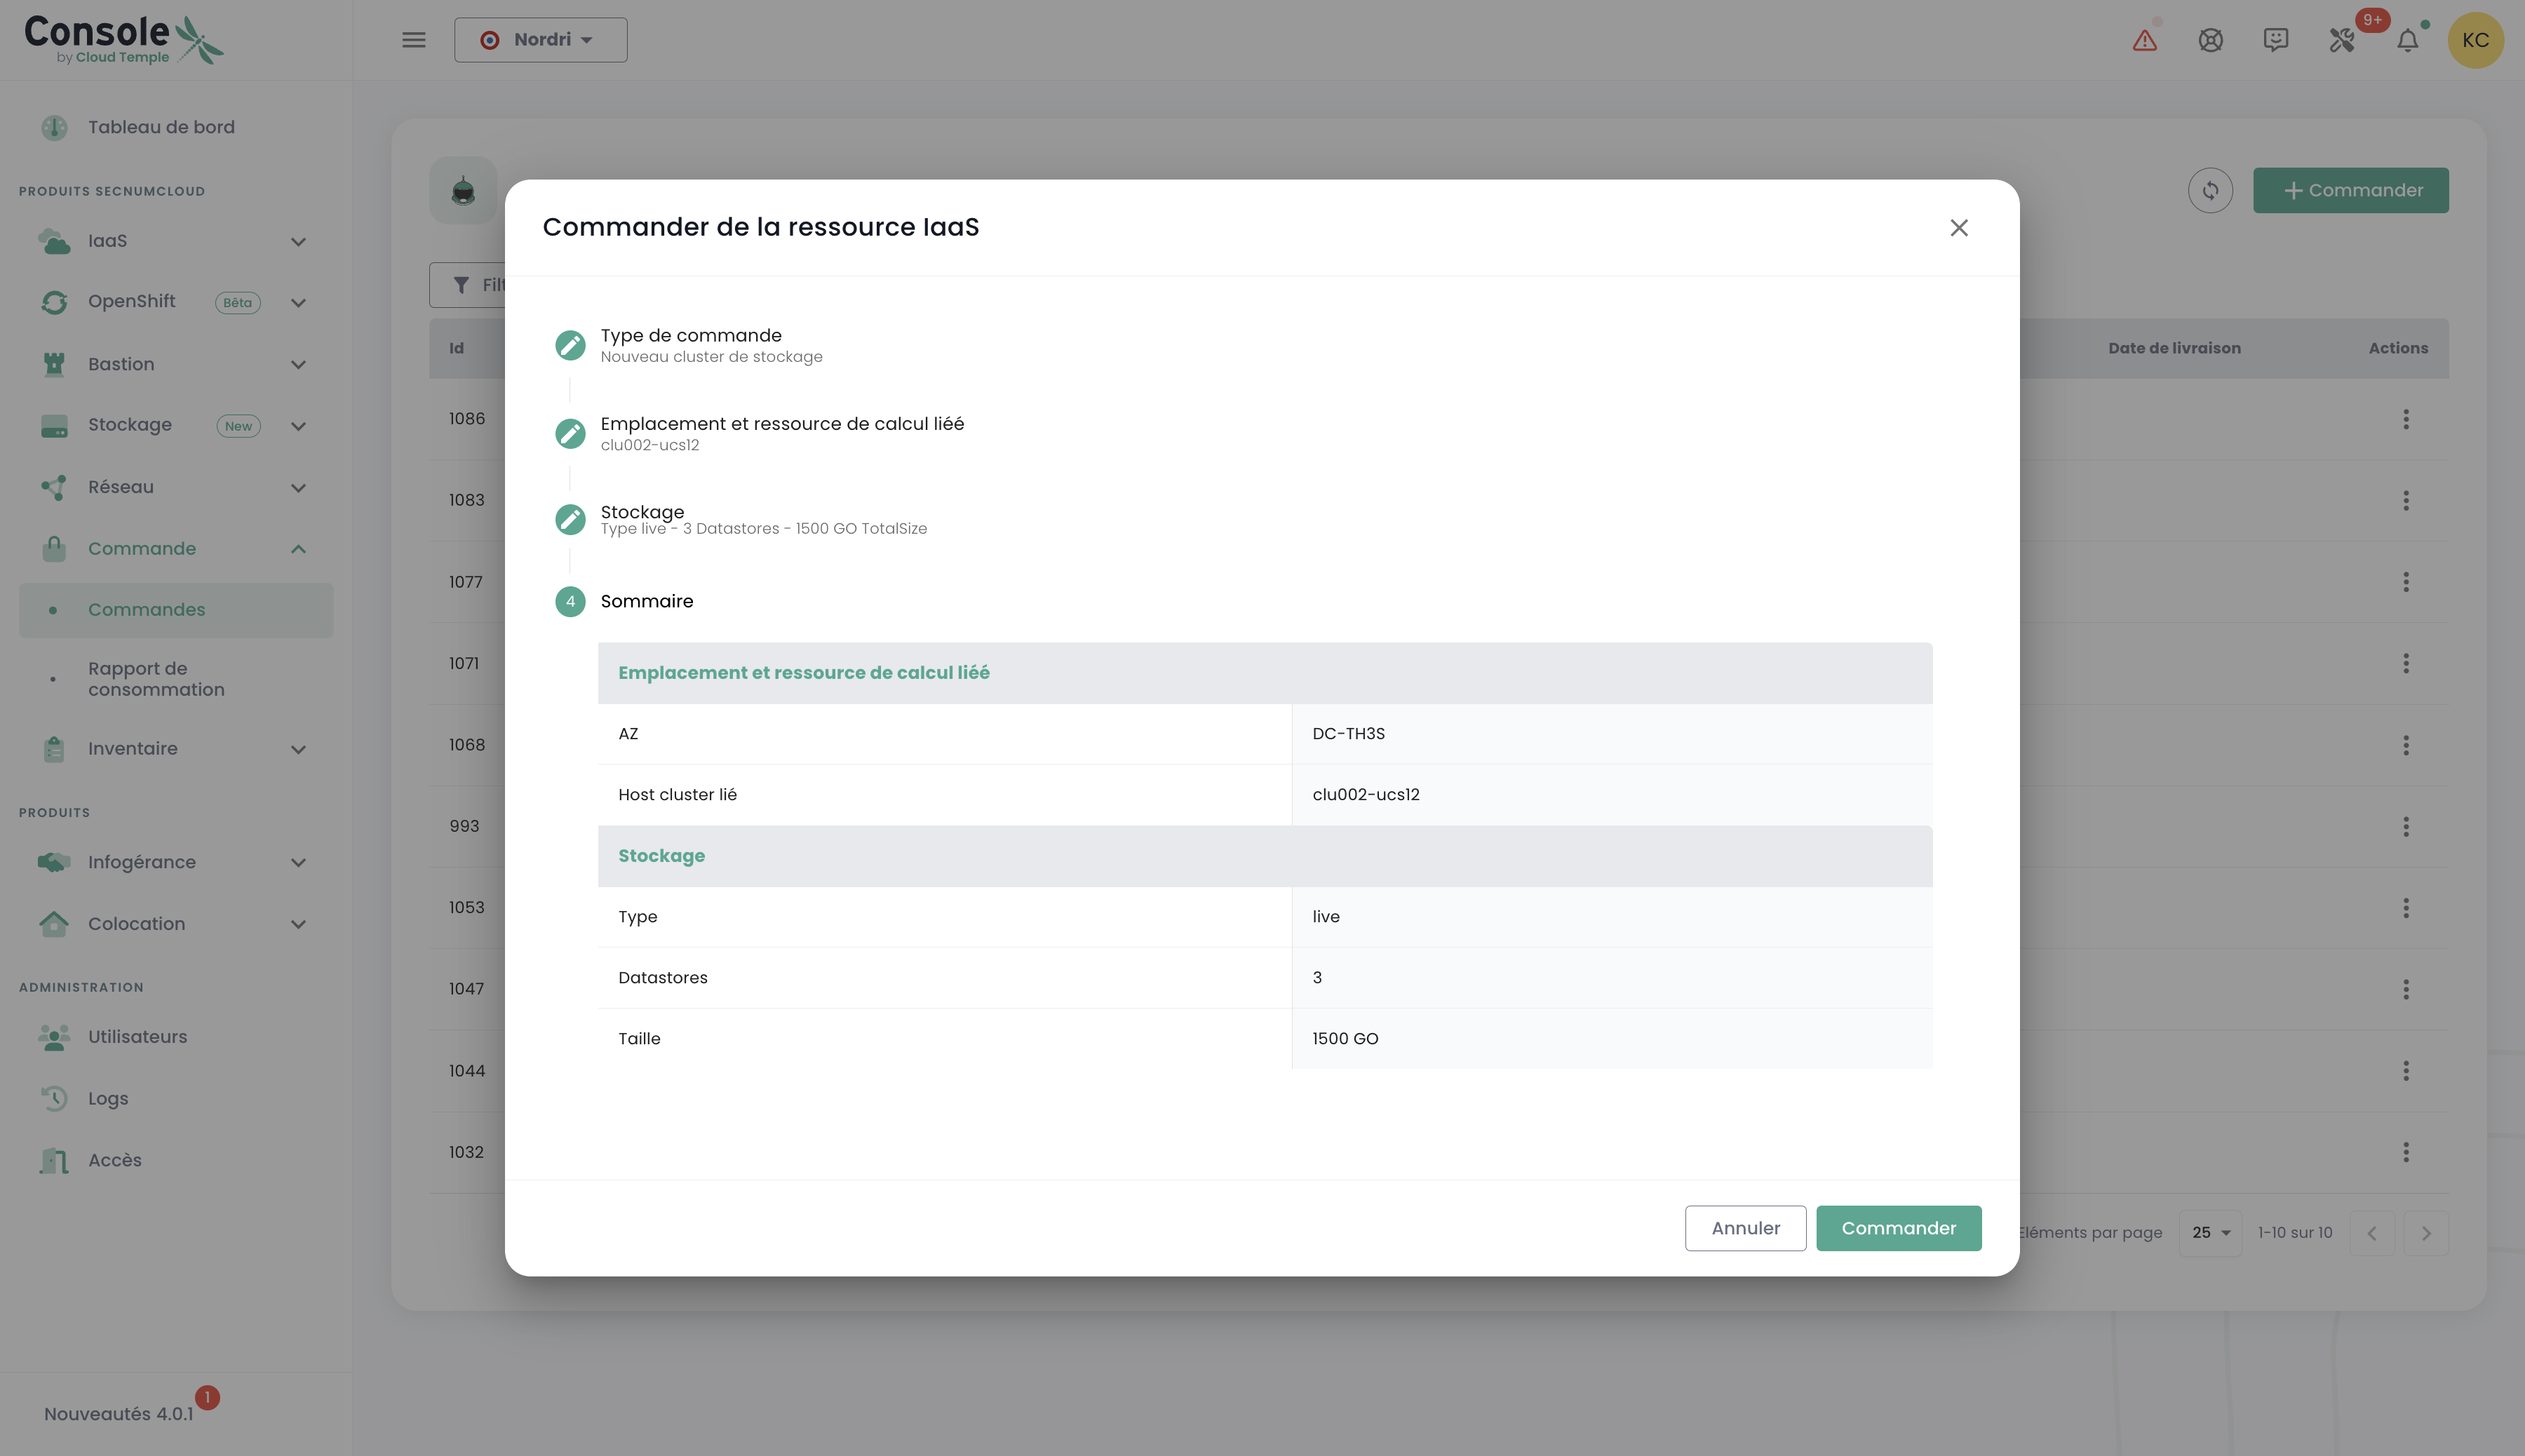 Console
by Cloud Temple
Nordri
9+
KC
Tableau de bord
PRODUITS SECNUMCLOUD
IaaS
OpenShift Bêta
Bastion
Stockage New
Réseau
Commande
Commandes
Rapport de
consommation
Inventaire
PRODUITS
Infogérance
Colocation
ADMINISTRATION
Utilisateurs
Logs
Accès
Nouveautés 4.0.1
1
Commander
Filt
Id
Date de livraison
Actions
1086
1083
1077
1071
1068
993
1053
1047
1044
1032
Eléments par page
25
1-10 sur 10
Commander de la ressource IaaS
Type de commande
Nouveau cluster de stockage
Emplacement et ressource de calcul liéé
clu002-ucs12
Stockage
Type live - 3 Datastores - 1500 GO TotalSize
4 Sommaire
Emplacement et ressource de calcul liéé
AZ DC-TH3S
Host cluster lié clu002-ucs12
Stockage
Type live
Datastores 3
Taille 1500 GO
Annuler
Commander